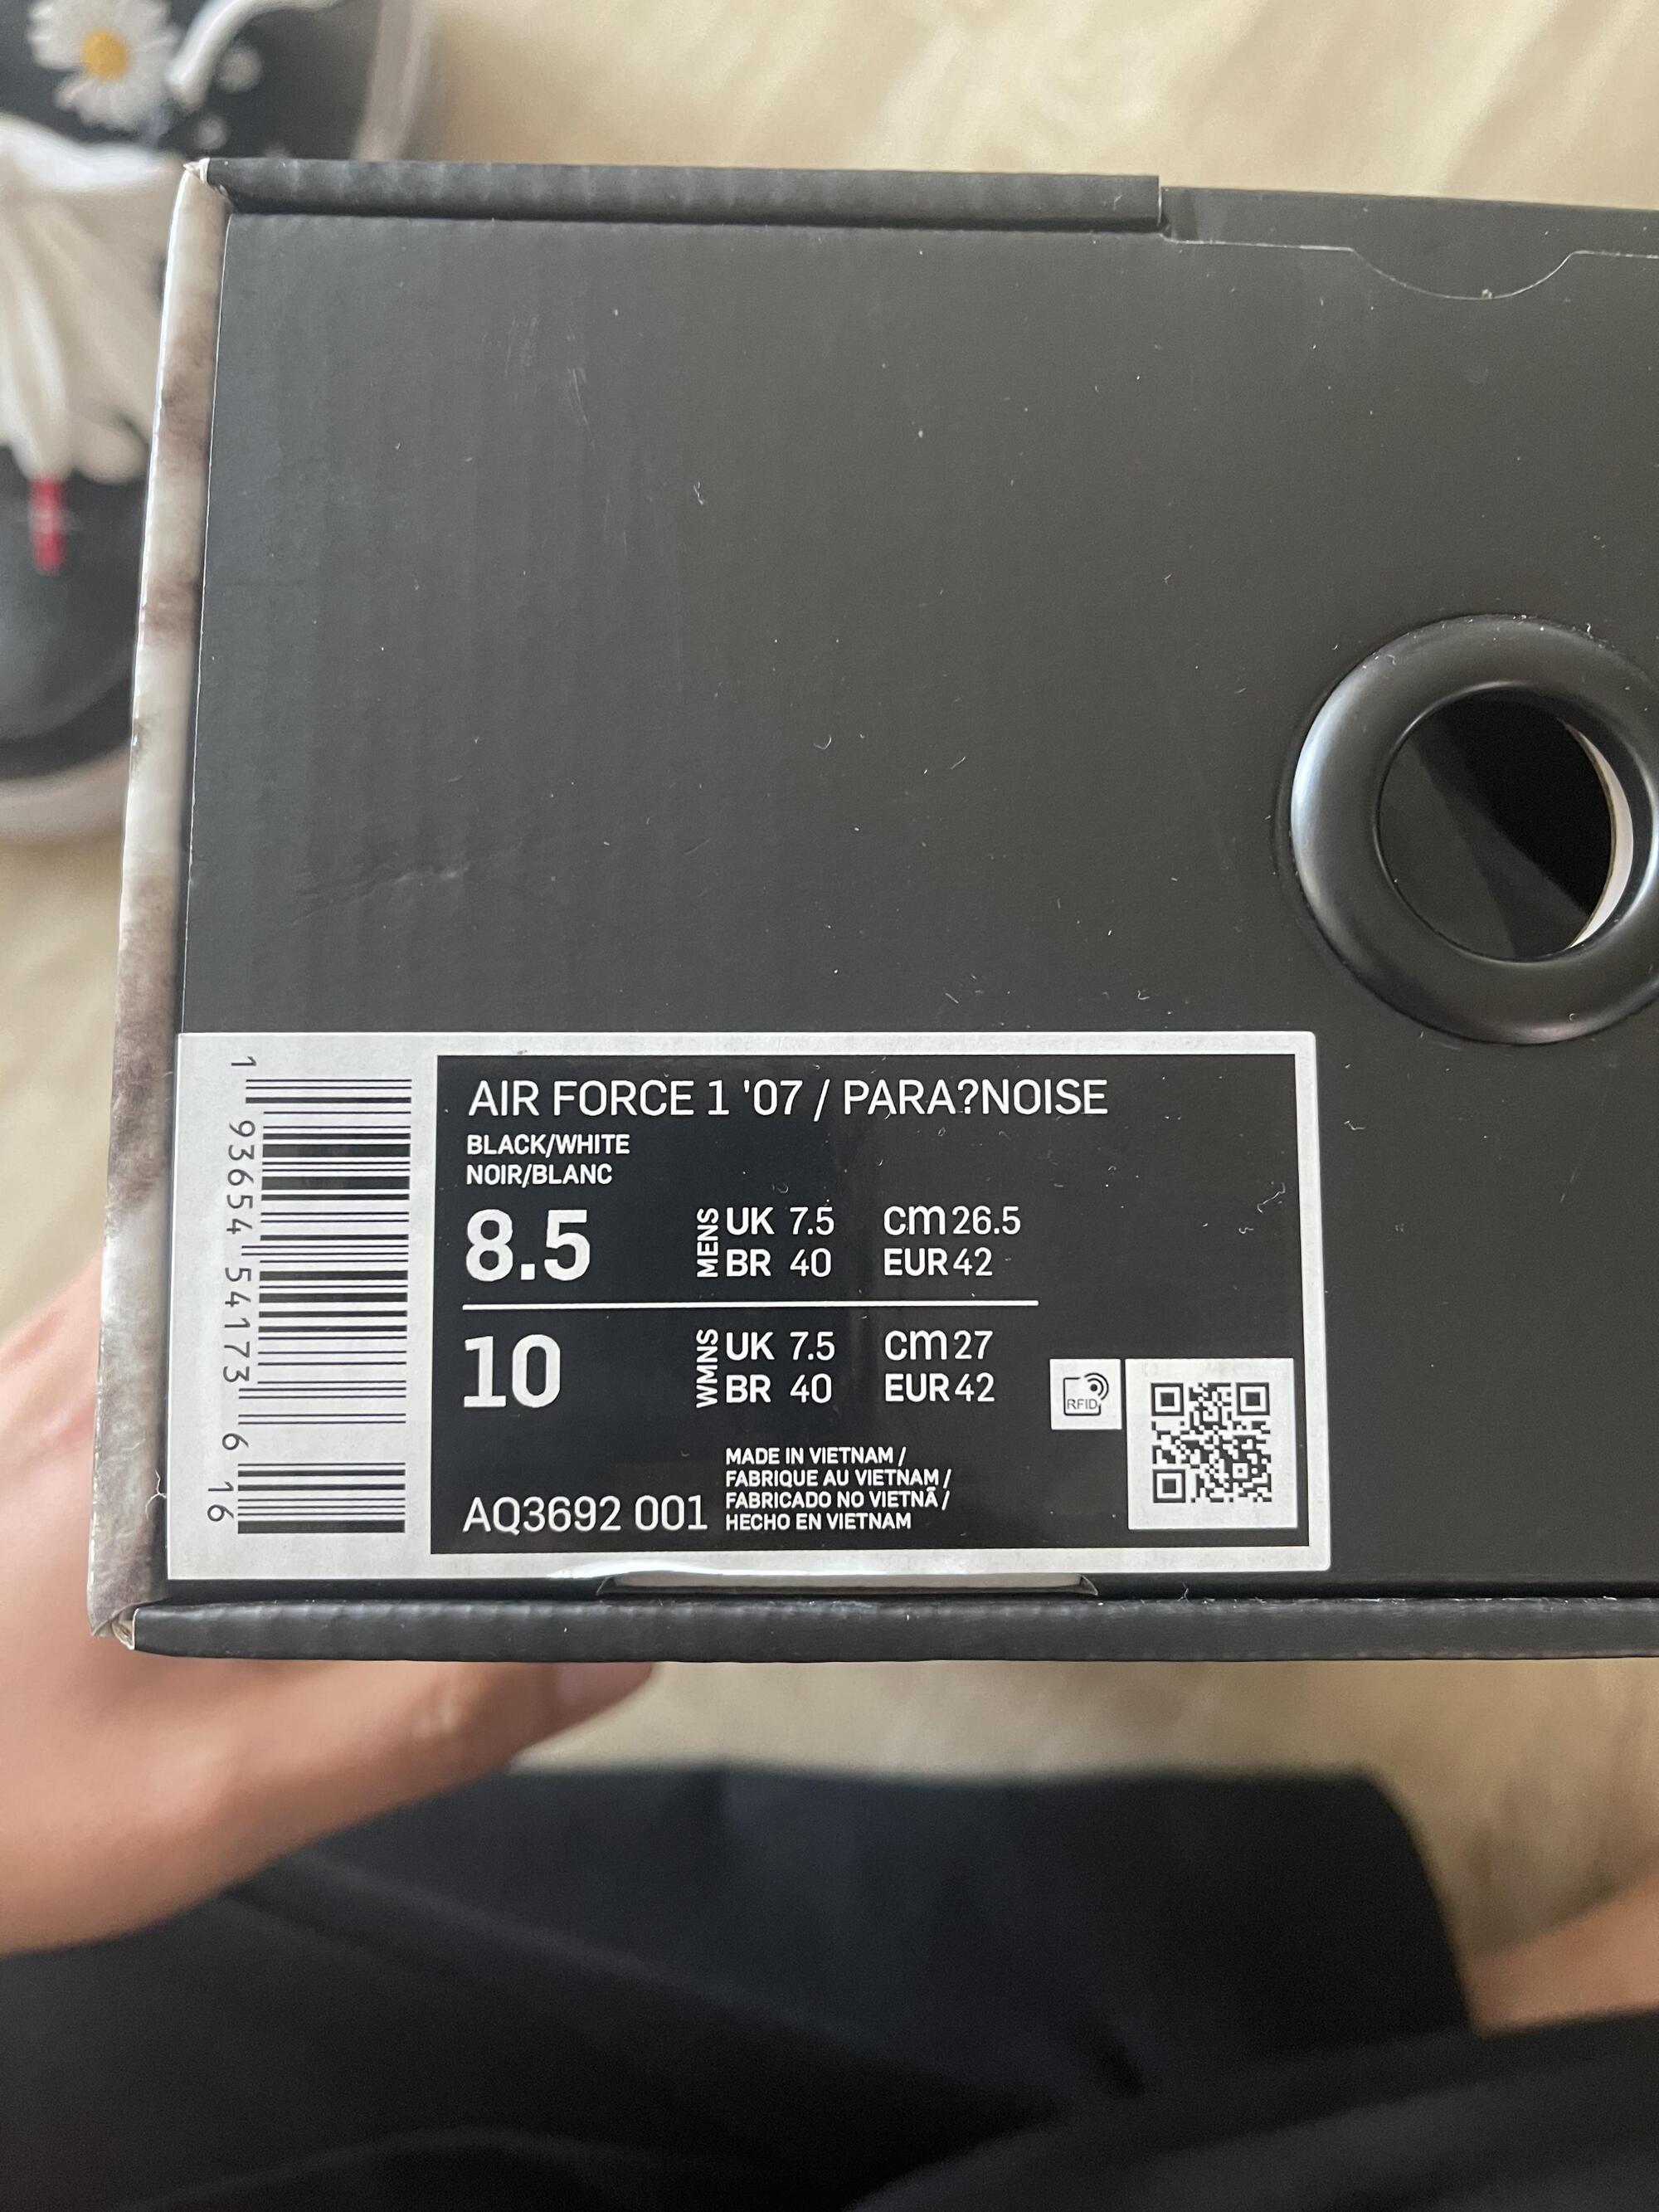 AIR FORCE 1 '07 / PARA?NOISE
BLACK/WHITE
NOIR/BLANC
8.5 MENS UK 7.5 cm 26.5
BR 40 EUR 42
10 WMNS UK 7.5 cm 27
BR 40 EUR 42
RFID
MADE IN VIETNAM /
FABRIQUE AU VIETNAM /
FABRICADO NO VIETNÃ /
HECHO EN VIETNAM
AQ3692 001
1 93654 54173 6 16